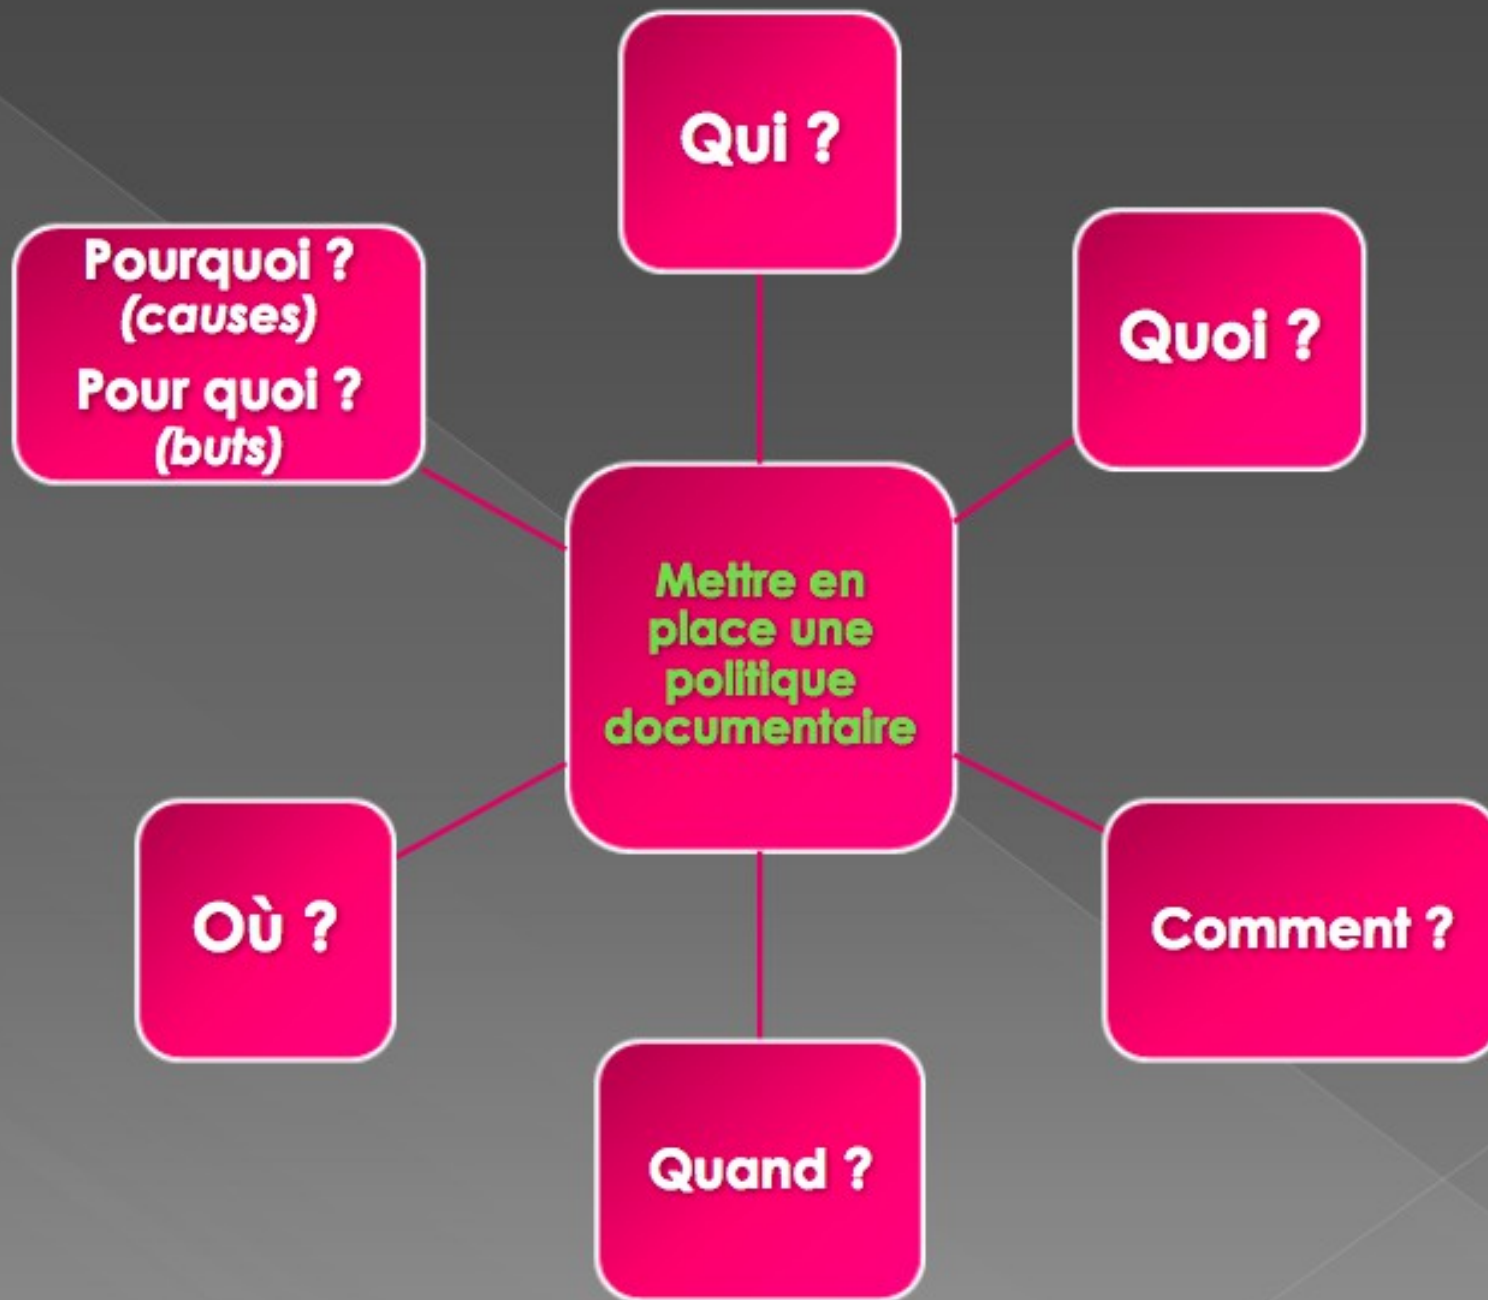 Qui ?
Quoi ?
Pourquoi ?
(causes)
Pour quoi ?
(buts)
Mettre en
place une
politique
documentaire
Où ?
Comment ?
Quand ?